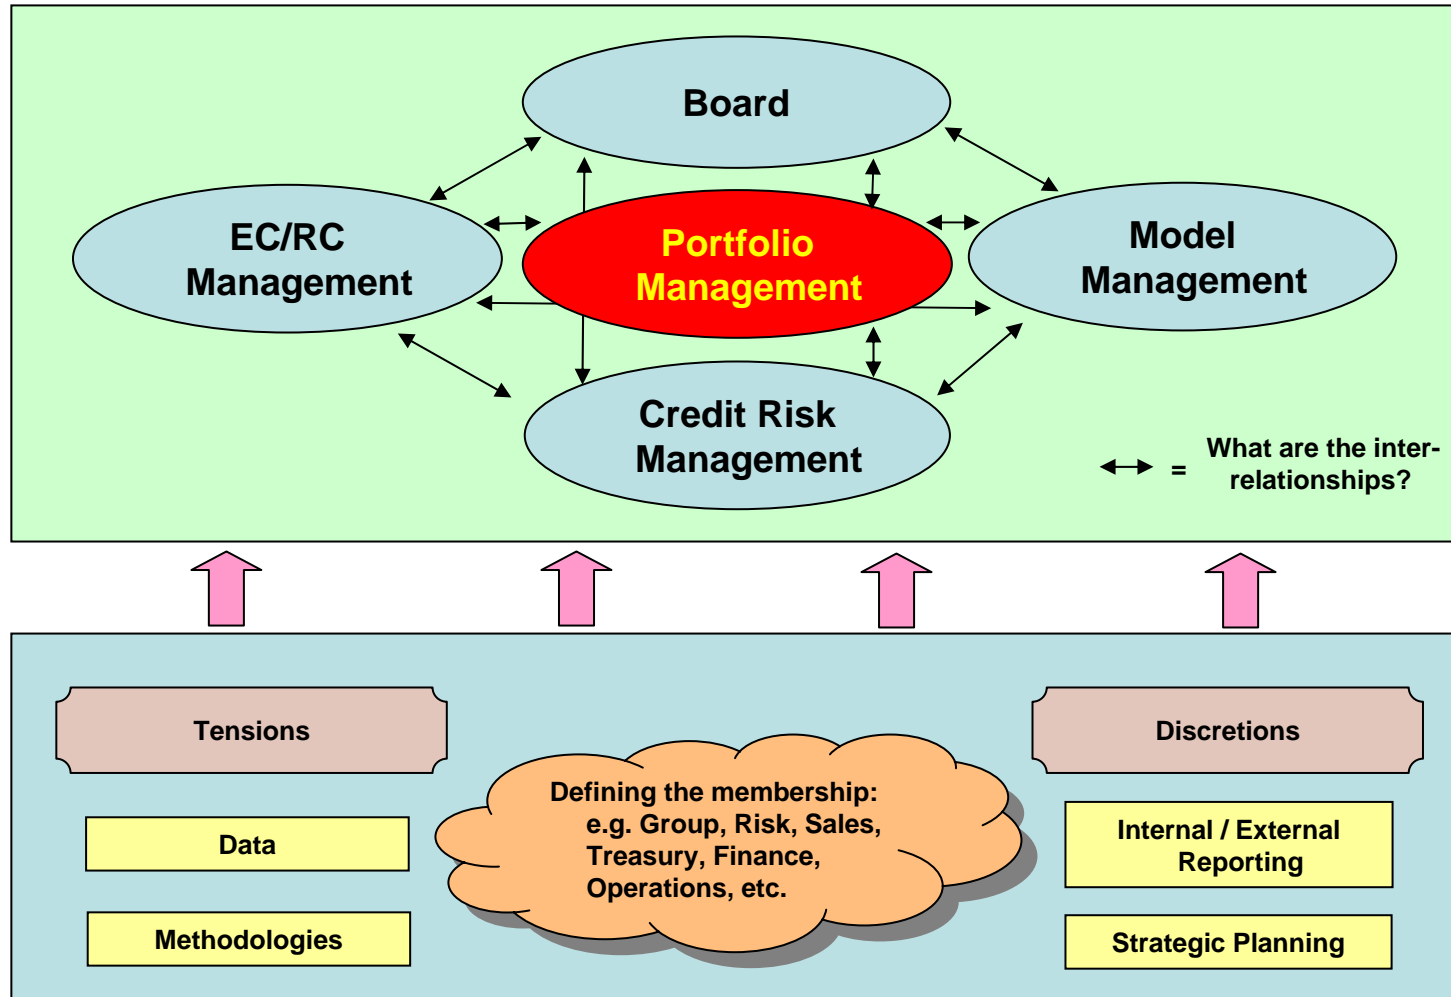 Board
EC/RC
Management
Portfolio
Management
Model
Management
Credit Risk
Management
=
What are the inter-
relationships?
Tensions
Discretions
Defining the membership:
e.g. Group, Risk, Sales,
Treasury, Finance,
Operations, etc.
Data
Internal / External
Reporting
Methodologies
Strategic Planning